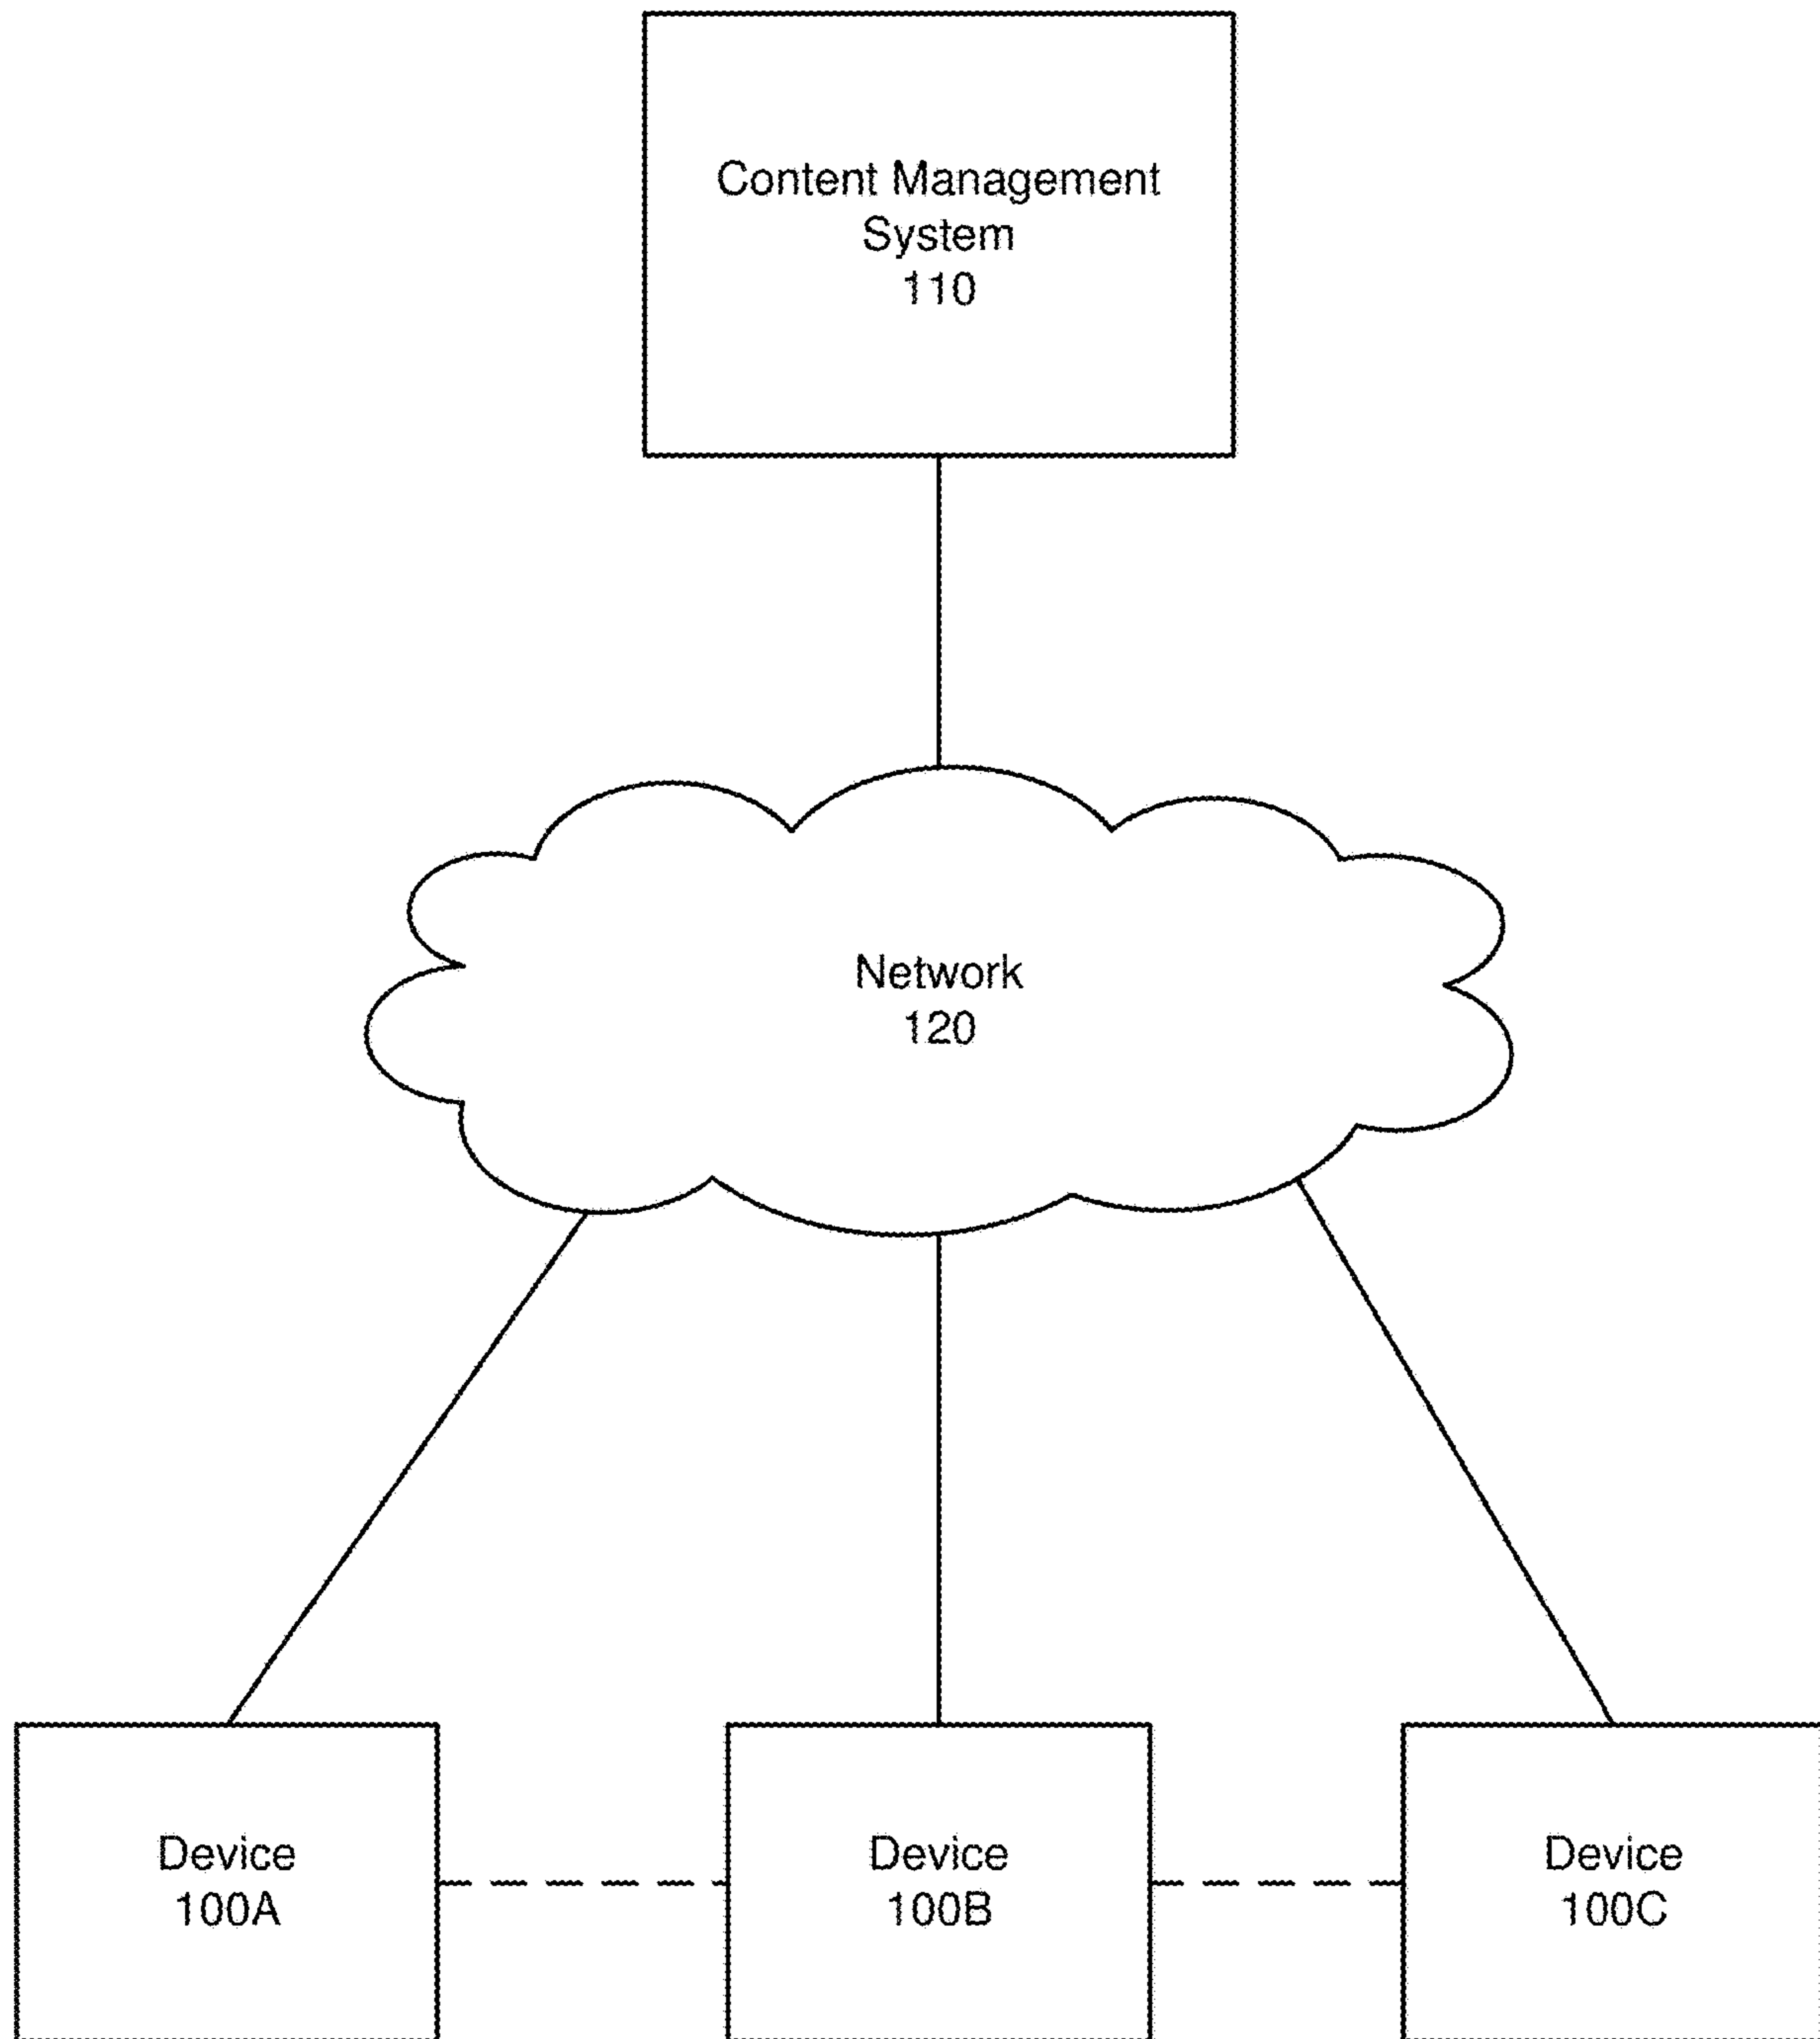 Content Management
System
110
Network
120
Device
100A
Device
100B
Device
100C